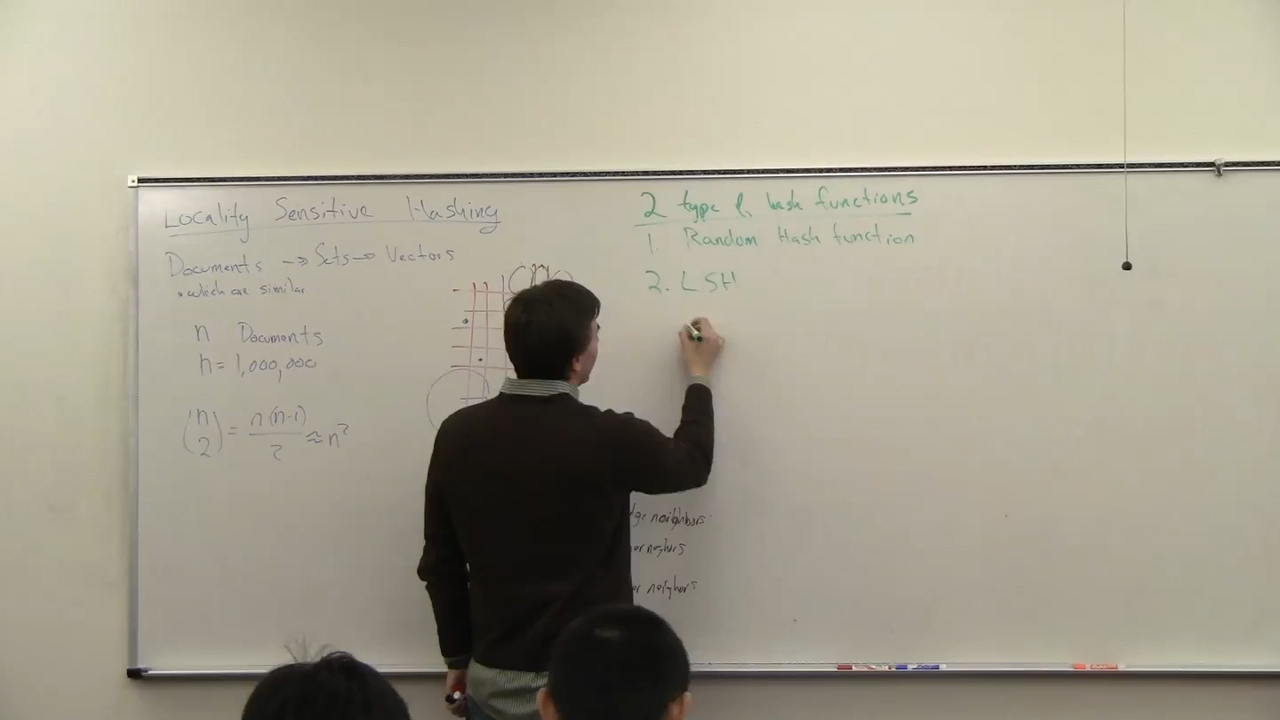 Locality Sensitive Hashing
Documents → Sets → Vectors
• which are similar
n Documents
n = 1,000,000
(n 2) = n(n-1) / 2 ≈ n²
2 type of hash functions
1. Random Hash function
2. LSH
neighbors
neighbors